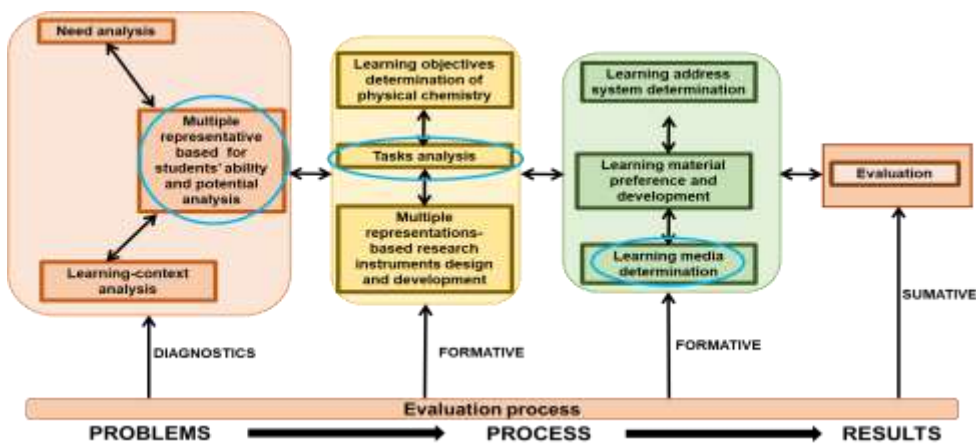 Need analysis
Multiple
representative
based for
students' ability
and potential
analysis
Learning-context
analysis
Learning objectives
determination of
physical chemistry
Tasks analysis
Multiple
representations-
based research
instruments design
and development
Learning address
system determination
Learning material
preference and
development
Learning media
determination
Evaluation
DIAGNOSTICS
FORMATIVE
FORMATIVE
SUMATIVE
Evaluation process
PROBLEMS
PROCESS
RESULTS